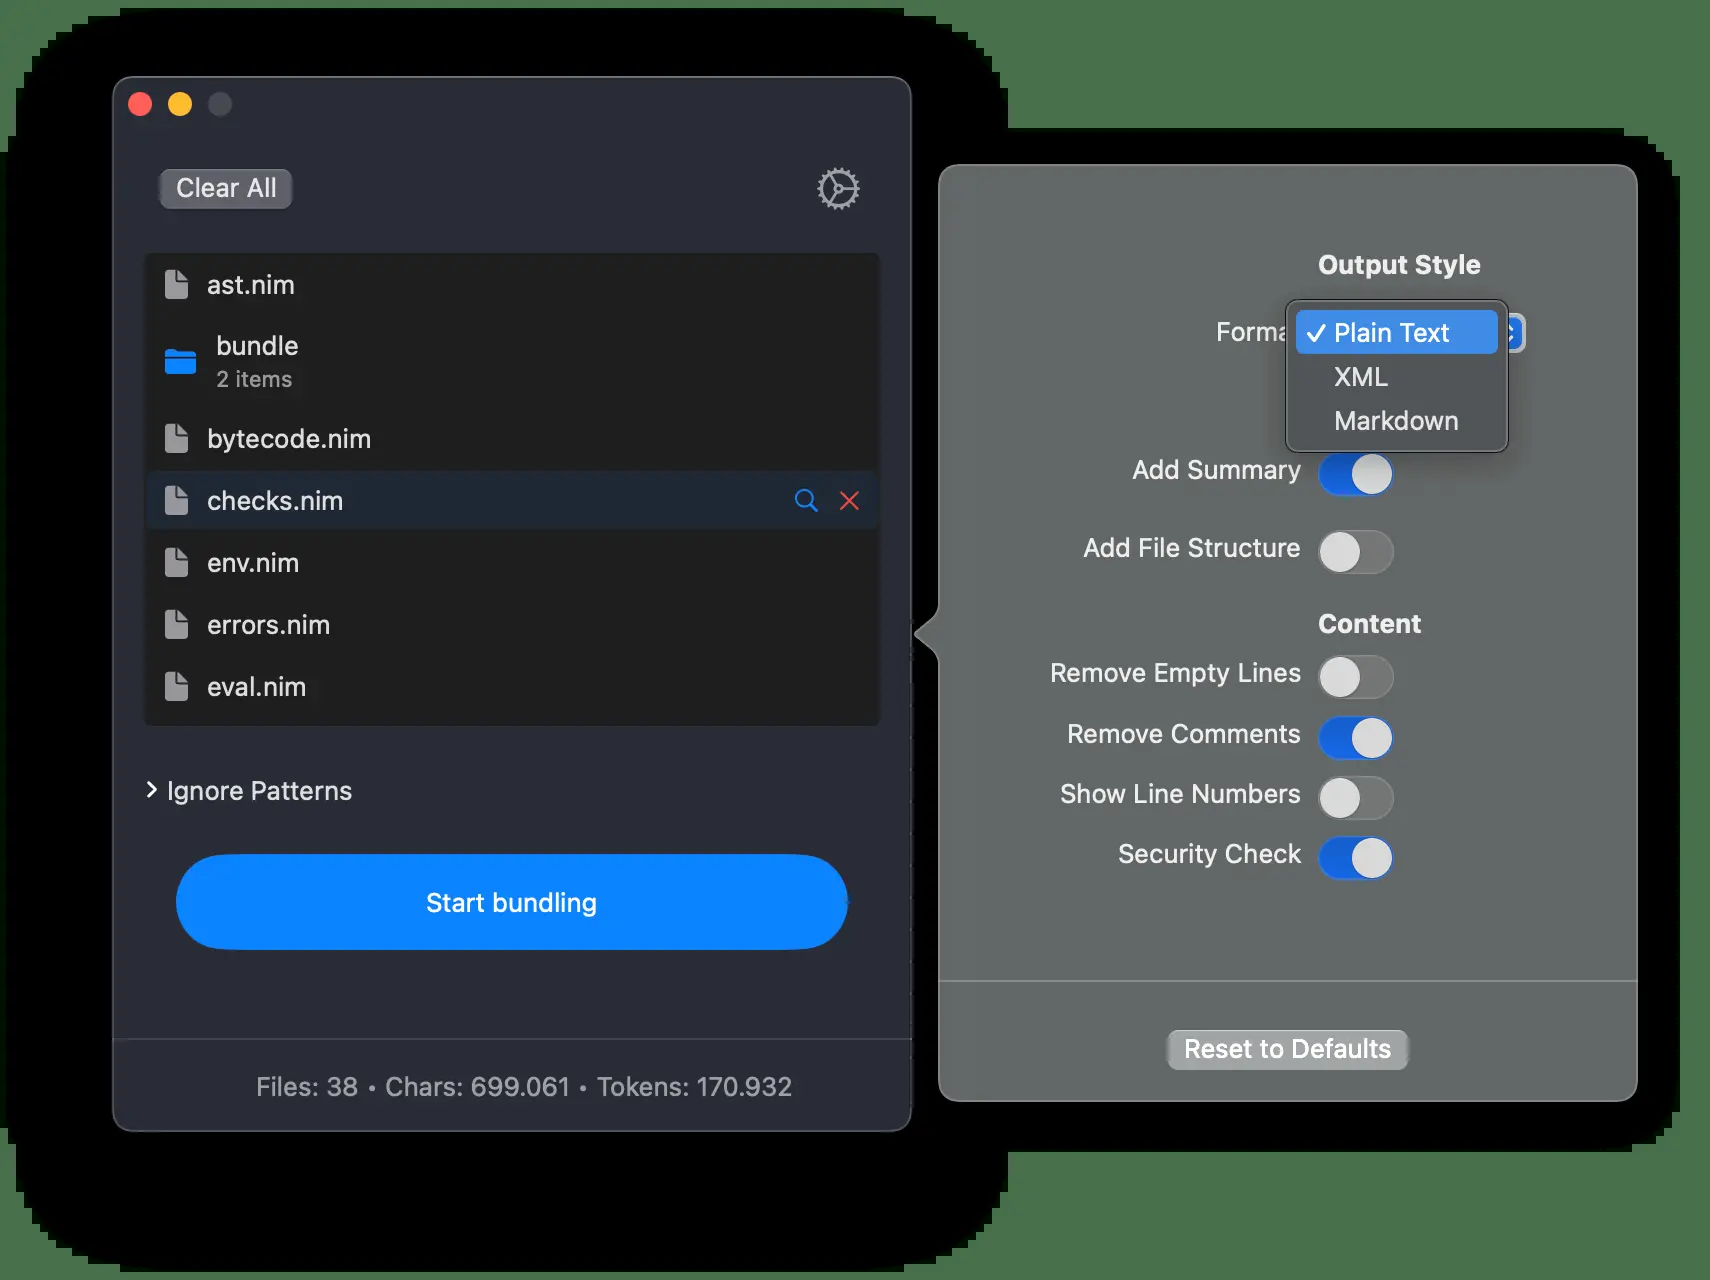 Clear All
ast.nim
bundle
2 items
bytecode.nim
checks.nim
env.nim
errors.nim
eval.nim
Ignore Patterns
Start bundling
Files: 38 • Chars: 699.061 • Tokens: 170.932
Output Style
Forma
Plain Text
XML
Markdown
Add Summary
Add File Structure
Content
Remove Empty Lines
Remove Comments
Show Line Numbers
Security Check
Reset to Defaults